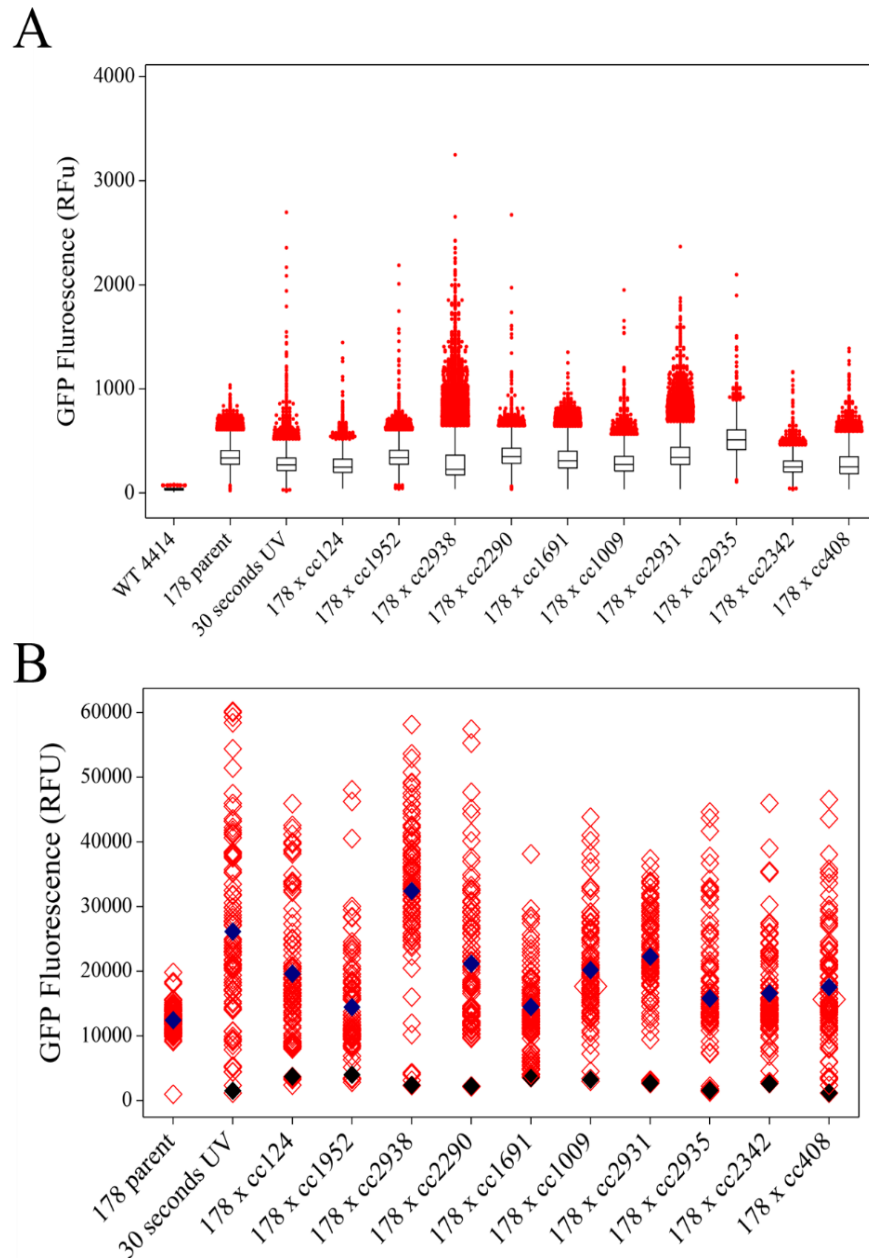 A
GFP Fluroescence (RFu)
4000
3000
2000
1000
0
WT 4414
178 parent
30 seconds UV
178 x cc124
178 x cc1952
178 x cc2938
178 x cc2290
178 x cc1691
178 x cc1009
178 x cc2931
178 x cc2935
178 x cc2342
178 x cc408
B
GFP Fluorescence (RFU)
60000
50000
40000
30000
20000
10000
0
178 parent
30 seconds UV
178 x cc124
178 x cc1952
178 x cc2938
178 x cc2290
178 x cc1691
178 x cc1009
178 x cc2931
178 x cc2935
178 x cc2342
178 x cc408